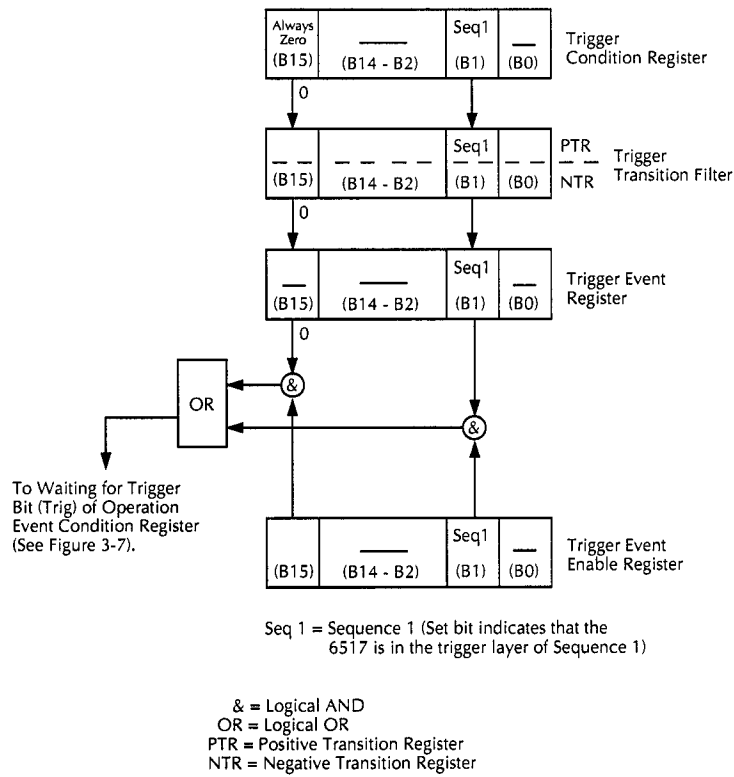 Always
Zero
(B15)
(B14 - B2)
Seq1
(B1)
(B0)
Trigger
Condition Register
0
(B15)
(B14 - B2)
Seq1
(B1)
(B0)
PTR
NTR
Trigger
Transition Filter
0
(B15)
(B14 - B2)
Seq1
(B1)
(B0)
Trigger Event
Register
0
&
OR
&
To Waiting for Trigger
Bit (Trig) of Operation
Event Condition Register
(See Figure 3-7).
(B15)
(B14 - B2)
Seq1
(B1)
(B0)
Trigger Event
Enable Register
Seq 1 = Sequence 1 (Set bit indicates that the
6517 is in the trigger layer of Sequence 1)
& = Logical AND
OR = Logical OR
PTR = Positive Transition Register
NTR = Negative Transition Register